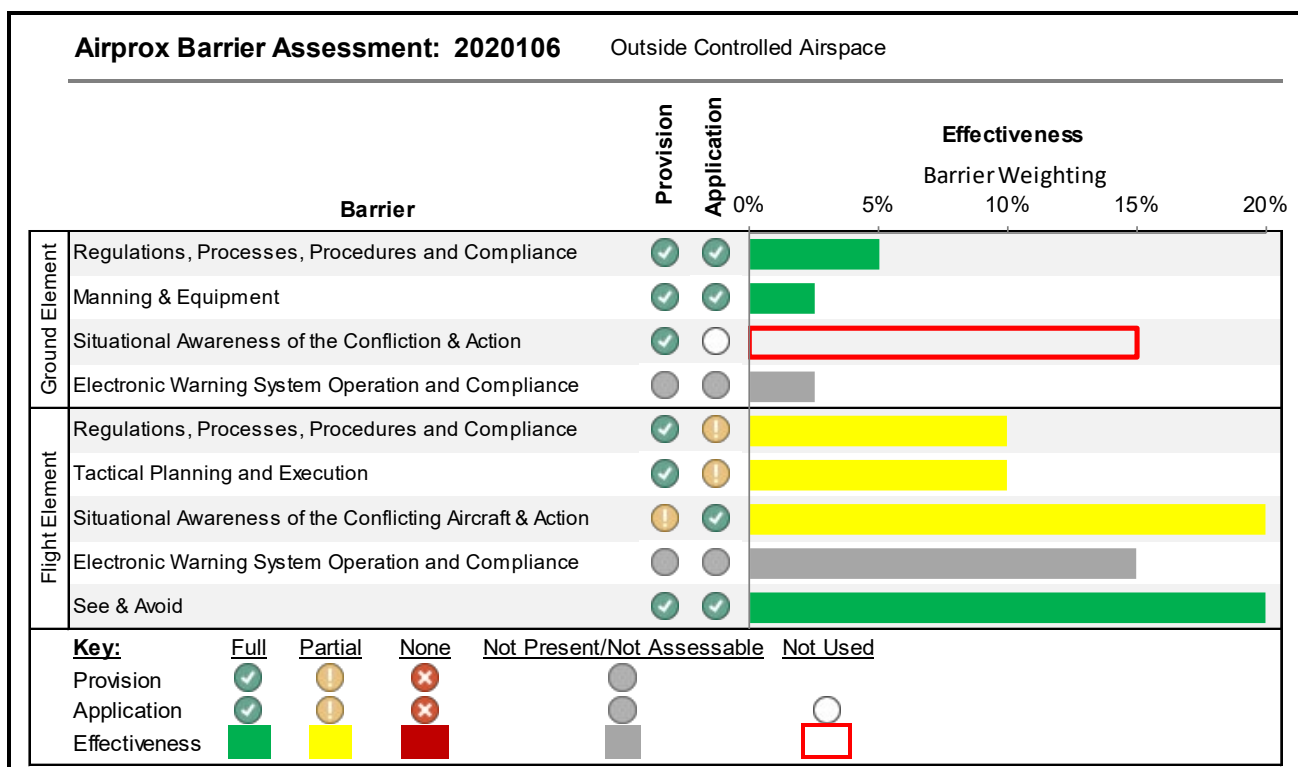 Airprox Barrier Assessment: 2020106 Outside Controlled Airspace
Provision
Application
Effectiveness
Barrier Weighting
Barrier
0% 5% 10% 15% 20%
Ground Element
Regulations, Processes, Procedures and Compliance
Manning & Equipment
Situational Awareness of the Confliction & Action
Electronic Warning System Operation and Compliance
Flight Element
Regulations, Processes, Procedures and Compliance
Tactical Planning and Execution
Situational Awareness of the Conflicting Aircraft & Action
Electronic Warning System Operation and Compliance
See & Avoid
Key: Full Partial None Not Present/Not Assessable Not Used
Provision
Application
Effectiveness